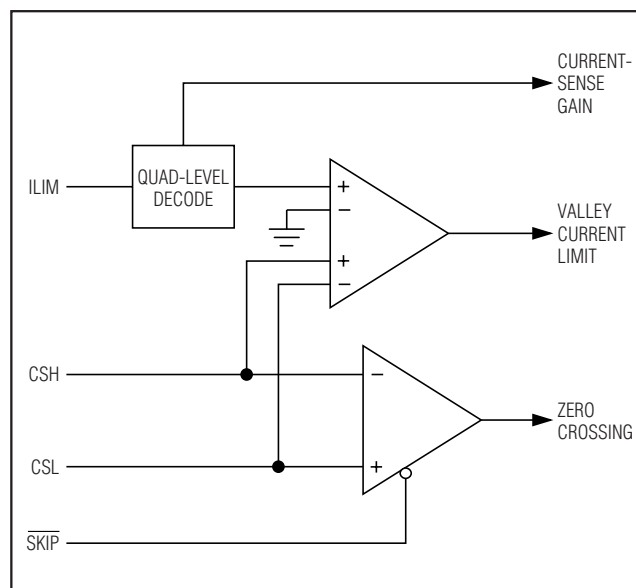 CURRENT-
SENSE
GAIN
ILIM
QUAD-LEVEL
DECODE
+
−
+
−
VALLEY
CURRENT
LIMIT
CSH
−
ZERO
CROSSING
CSL
+
SKIP